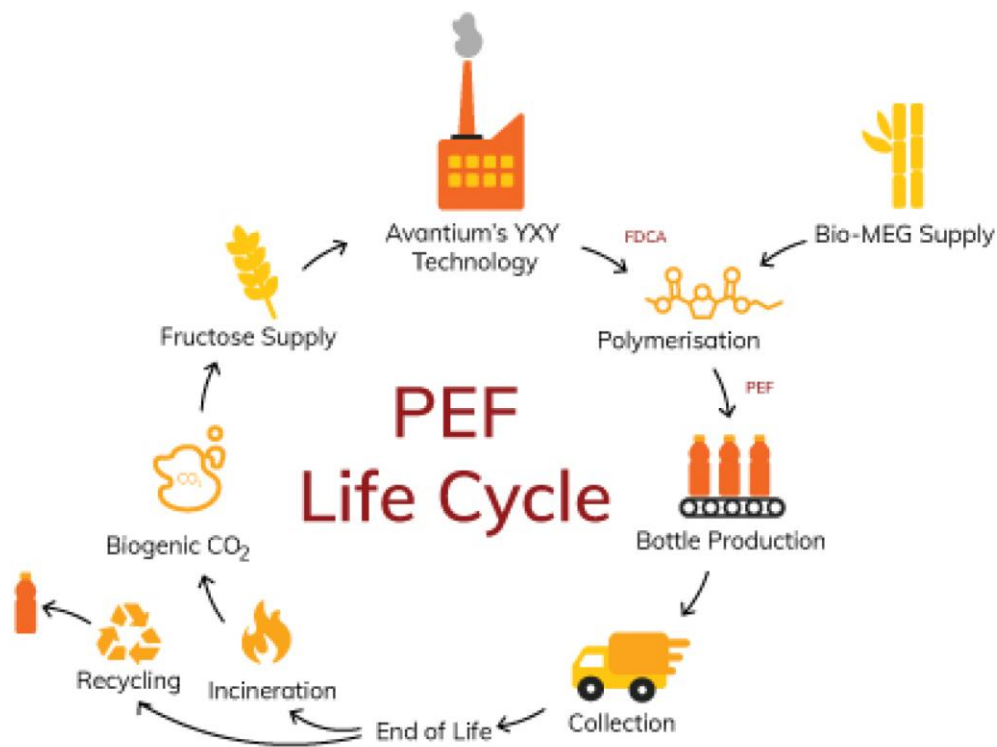 Avantium's YXY
Technology
FDCA
Bio-MEG Supply
Fructose Supply
Polymerisation
PEF
PEF
Life Cycle
CO₂
Biogenic CO₂
Bottle Production
Recycling
Incineration
End of Life
Collection